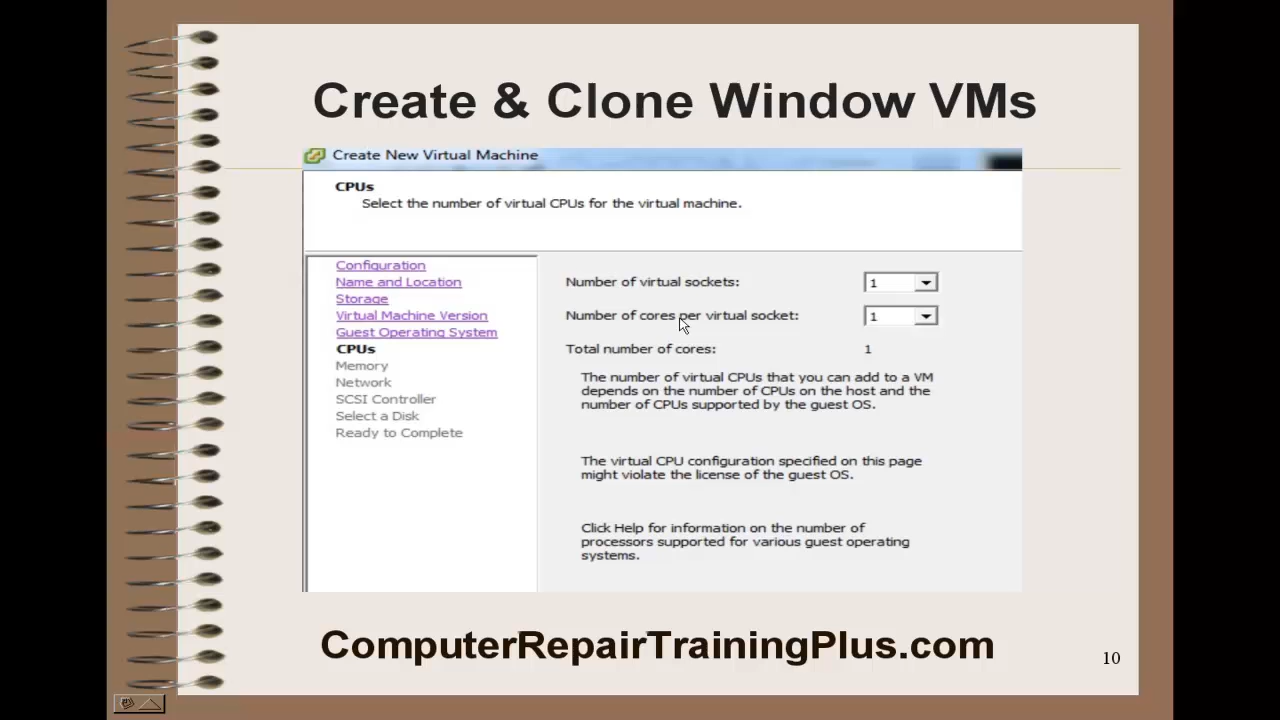 Create & Clone Window VMs
Create New Virtual Machine
CPUs
Select the number of virtual CPUs for the virtual machine.
Configuration
Name and Location
Storage
Virtual Machine Version
Guest Operating System
CPUs
Memory
Network
SCSI Controller
Select a Disk
Ready to Complete
Number of virtual sockets: 1
Number of cores per virtual socket: 1
Total number of cores: 1
The number of virtual CPUs that you can add to a VM
depends on the number of CPUs on the host and the
number of CPUs supported by the guest OS.
The virtual CPU configuration specified on this page
might violate the license of the guest OS.
Click Help for information on the number of
processors supported for various guest operating
systems.
ComputerRepairTrainingPlus.com
10